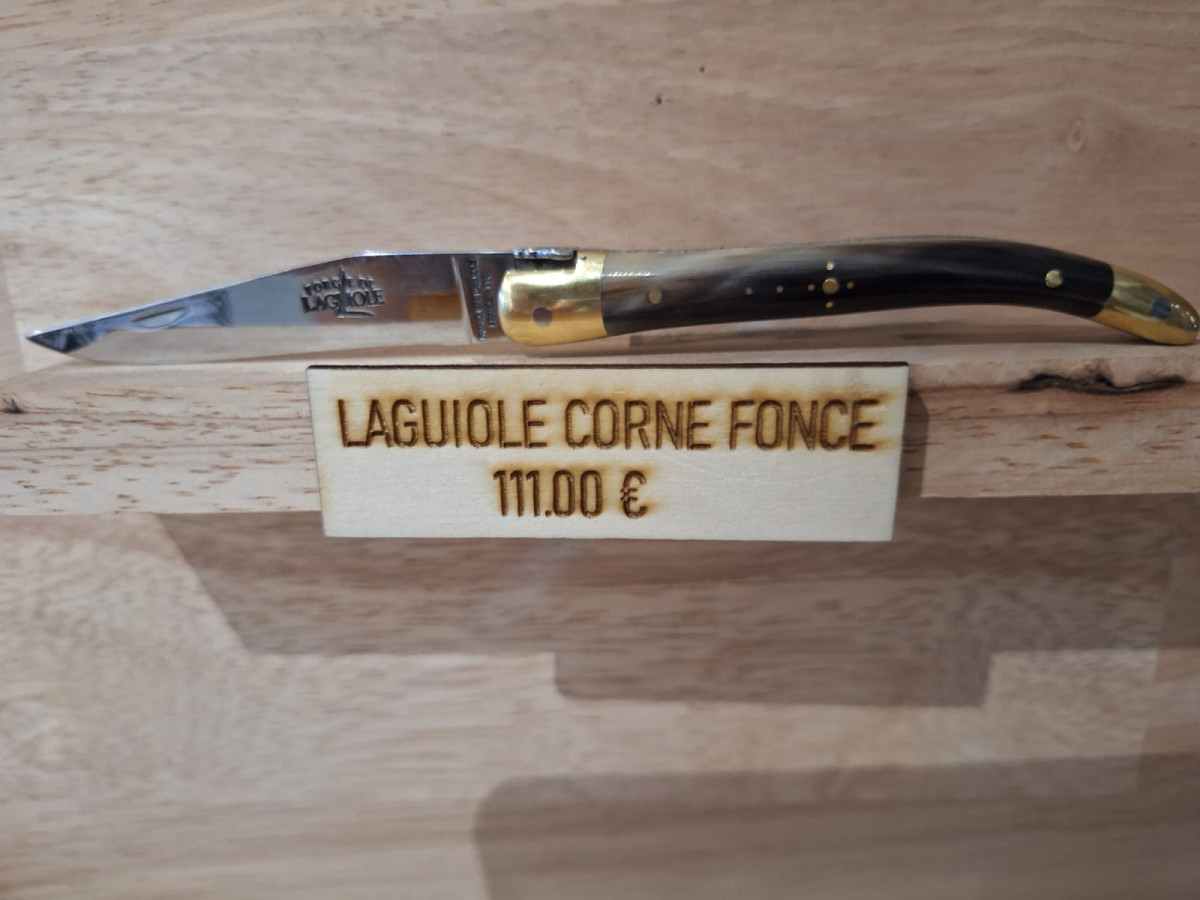 FORGE DE
LAGUIOLE
LAGUIOLE CORNE FONCE
111.00 €